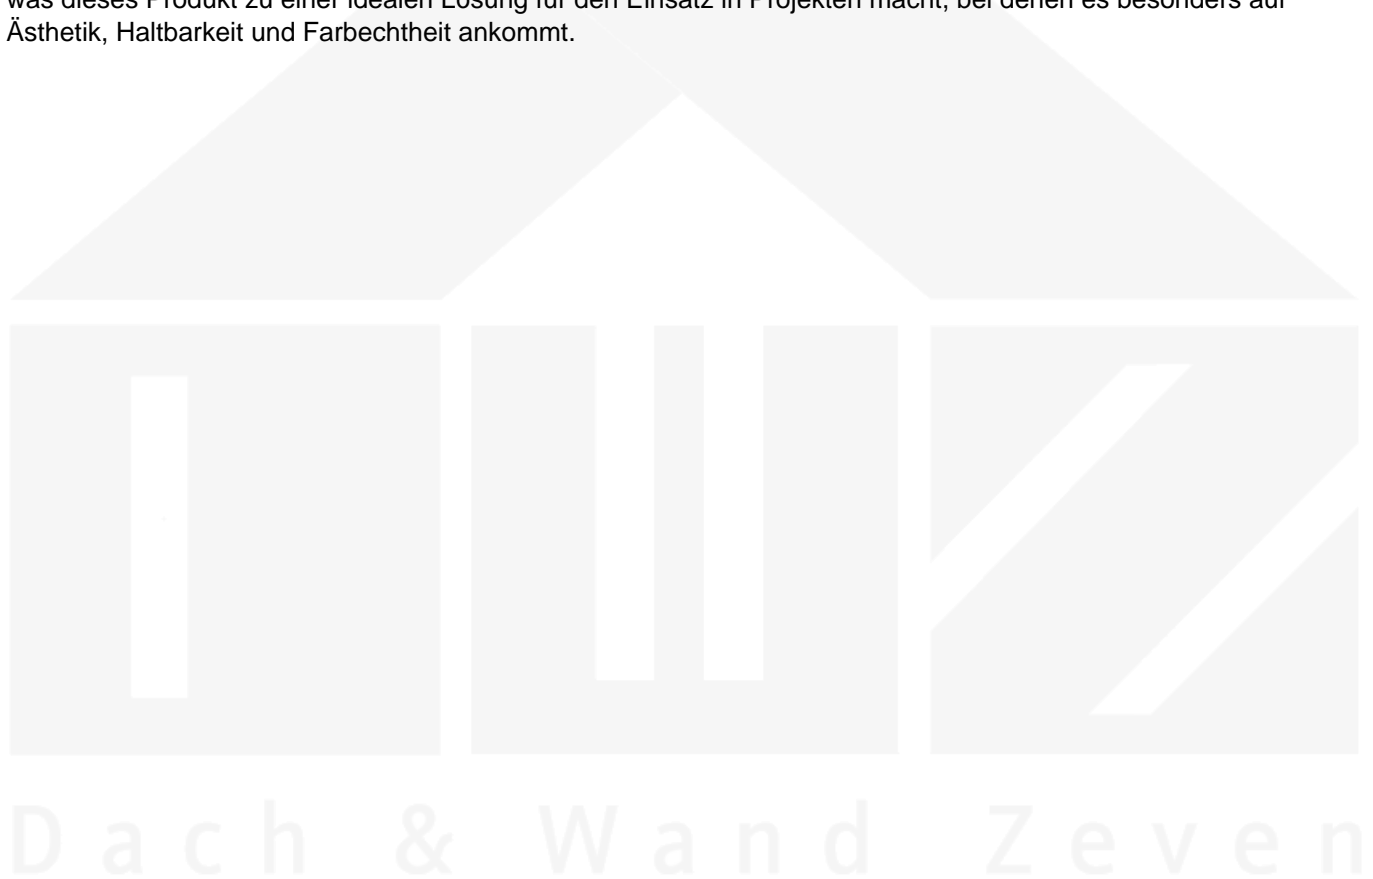 was dieses Produkt zu einer idealen Lösung für den Einsatz in Projekten macht, bei denen es besonders auf
Ästhetik, Haltbarkeit und Farbechtheit ankommt.
Dach & Wand Zeven